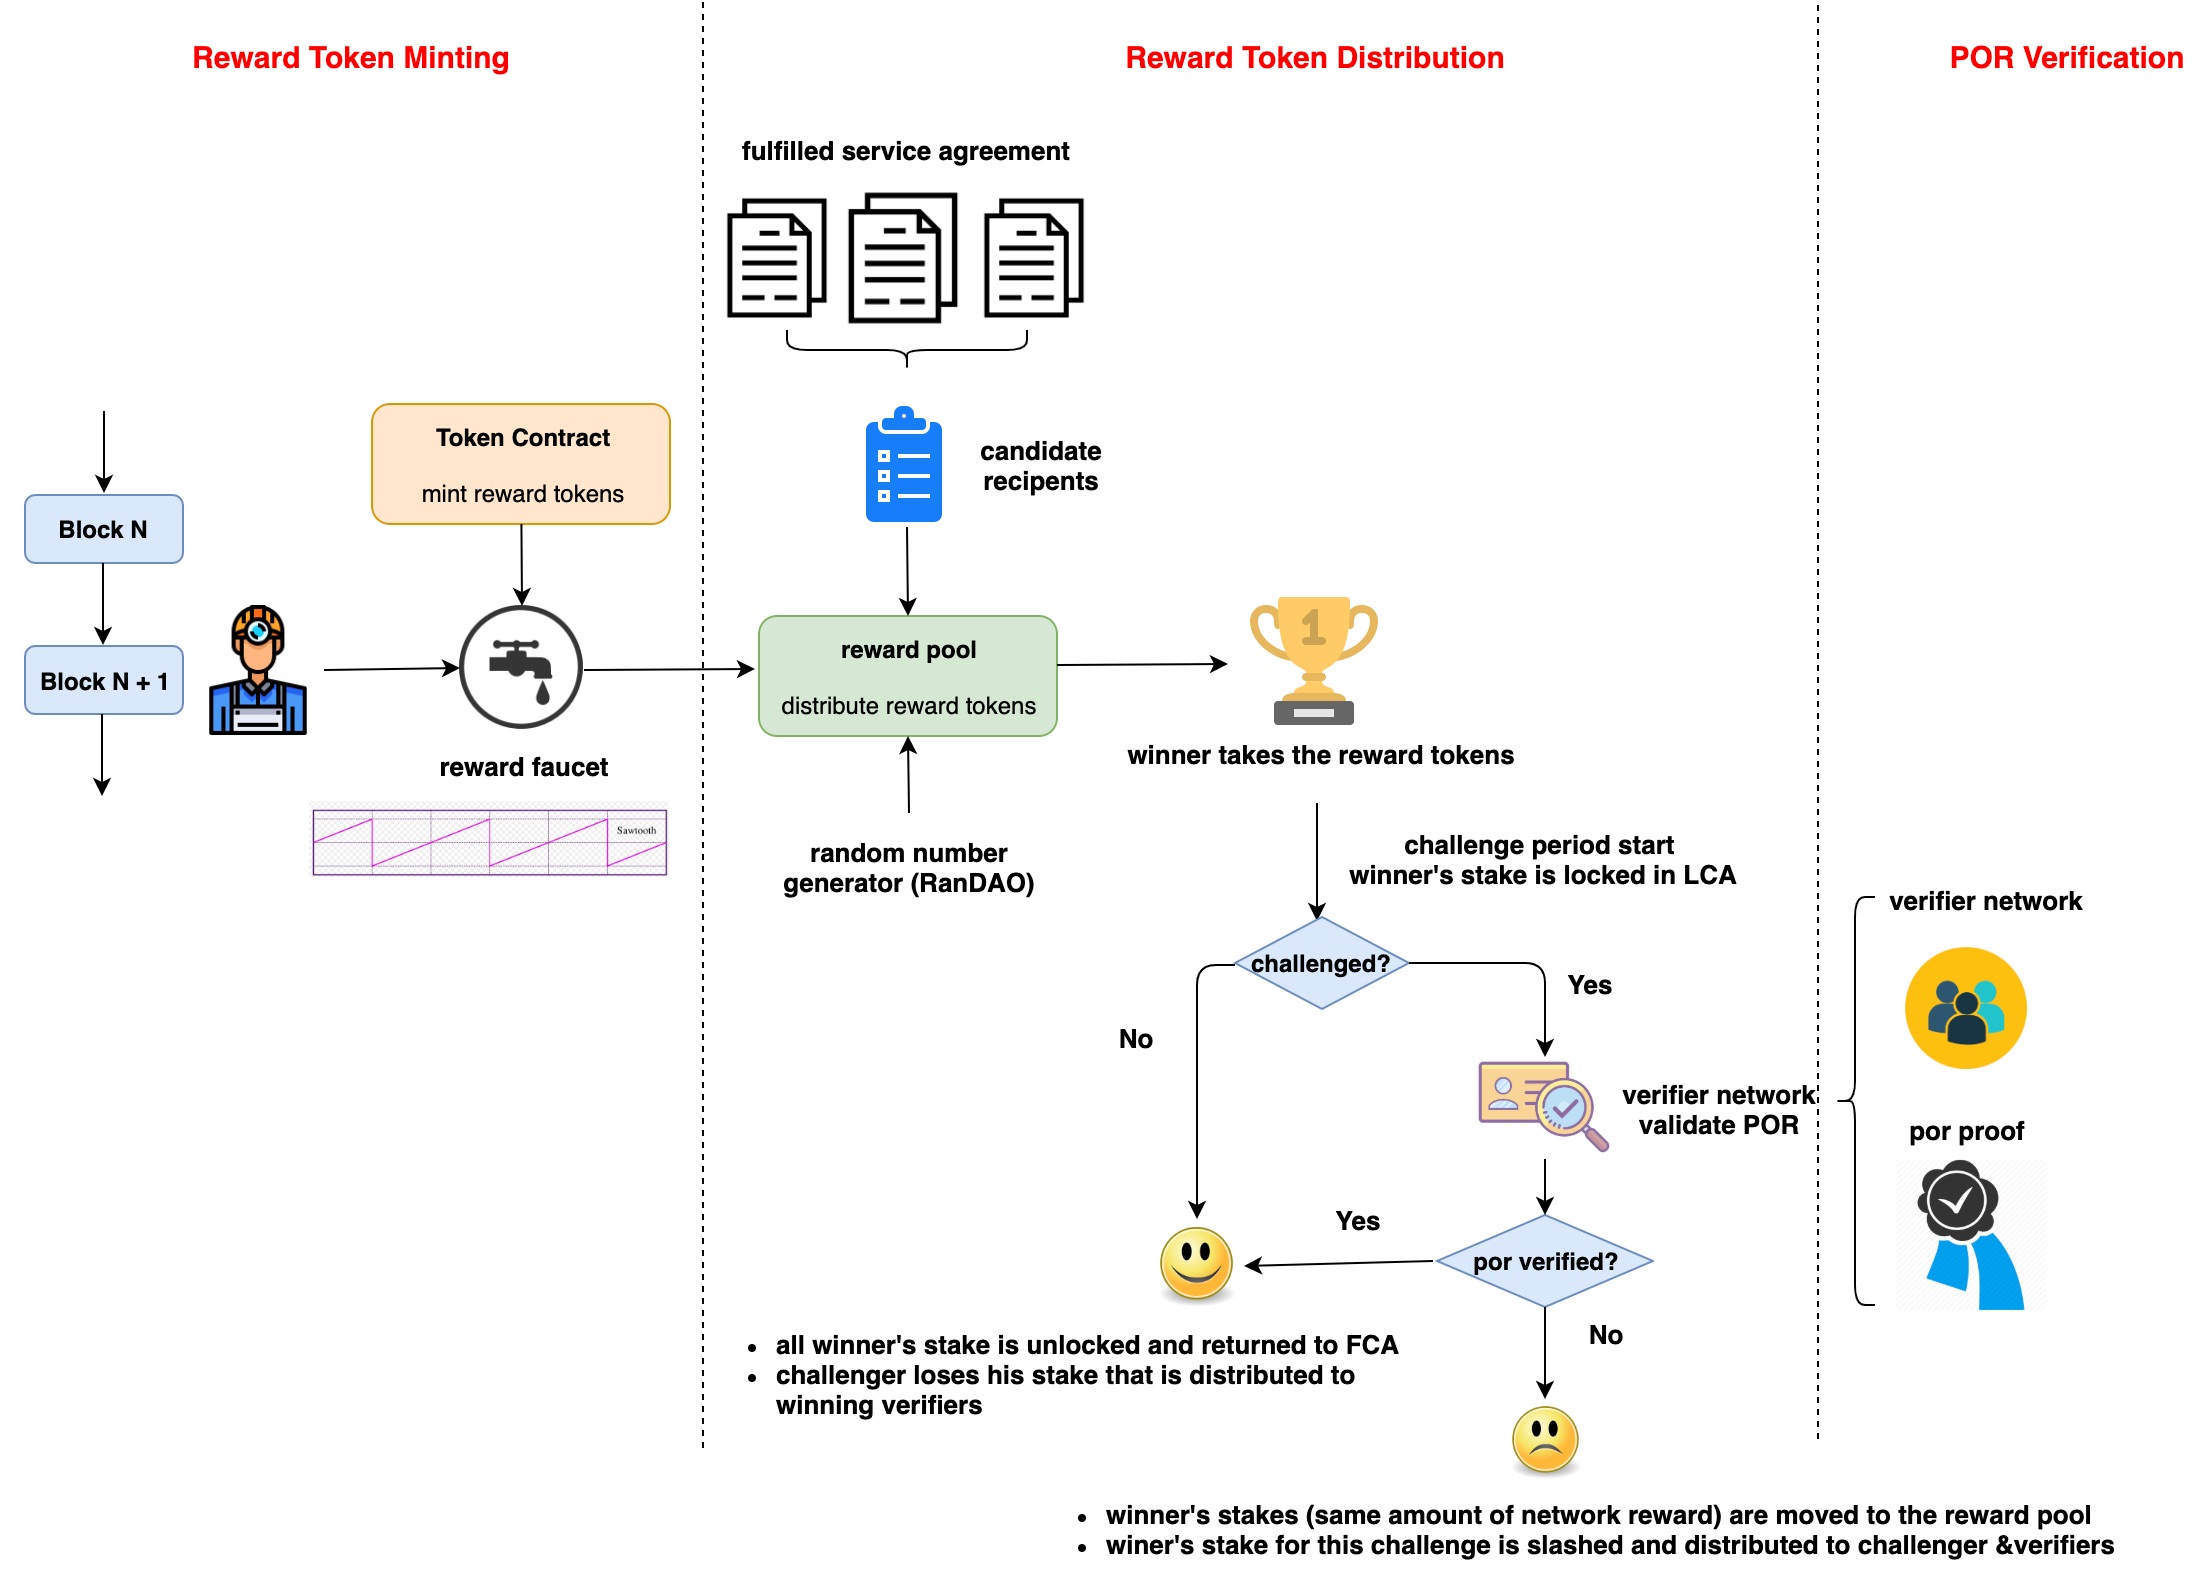 Reward Token Minting
Reward Token Distribution
POR Verification
fulfilled service agreement
candidate
recipents
Token Contract
mint reward tokens
Block N
Block N + 1
reward faucet
Sawtooth
reward pool
distribute reward tokens
random number
generator (RanDAO)
1
winner takes the reward tokens
challenge period start
winner's stake is locked in LCA
challenged?
Yes
No
verifier network
validate POR
verifier network
por proof
Yes
por verified?
No
• all winner's stake is unlocked and returned to FCA
• challenger loses his stake that is distributed to
winning verifiers
• winner's stakes (same amount of network reward) are moved to the reward pool
• winer's stake for this challenge is slashed and distributed to challenger &verifiers